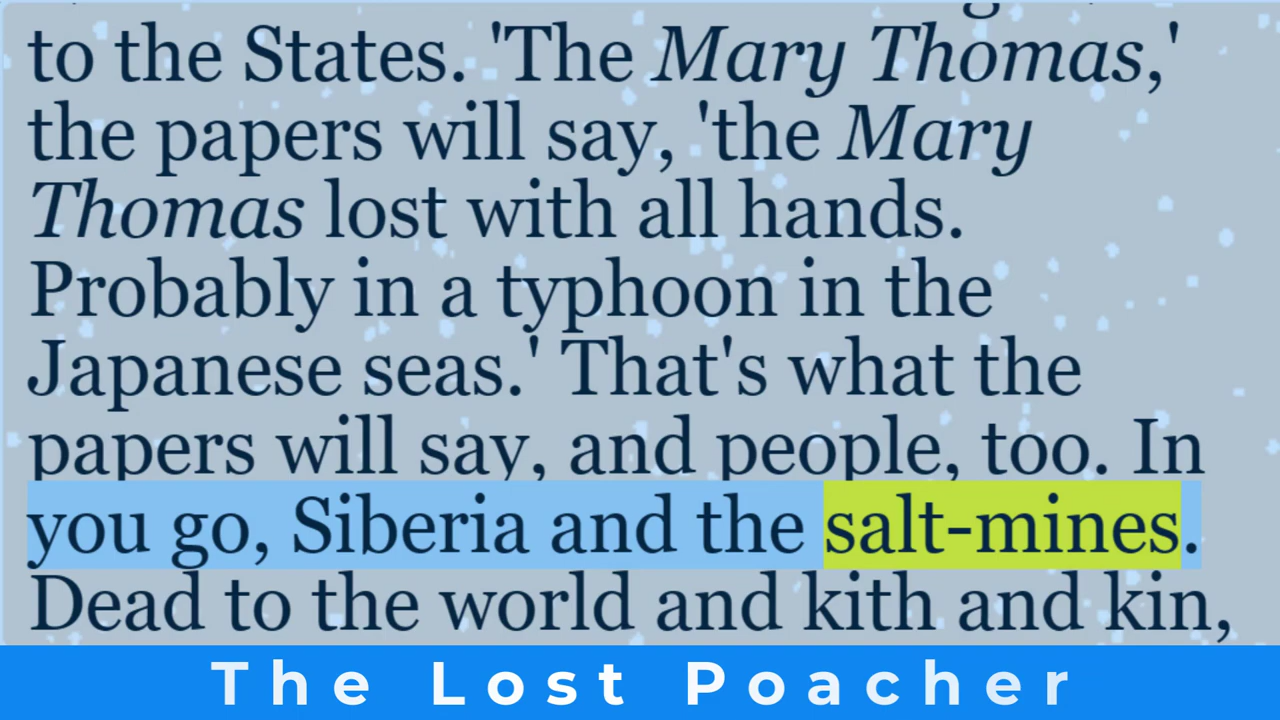 to the States. 'The Mary Thomas,'
the papers will say, 'the Mary
Thomas lost with all hands.
Probably in a typhoon in the
Japanese seas.' That's what the
papers will say, and people, too. In
you go, Siberia and the salt-mines.
Dead to the world and kith and kin,
The Lost Poacher